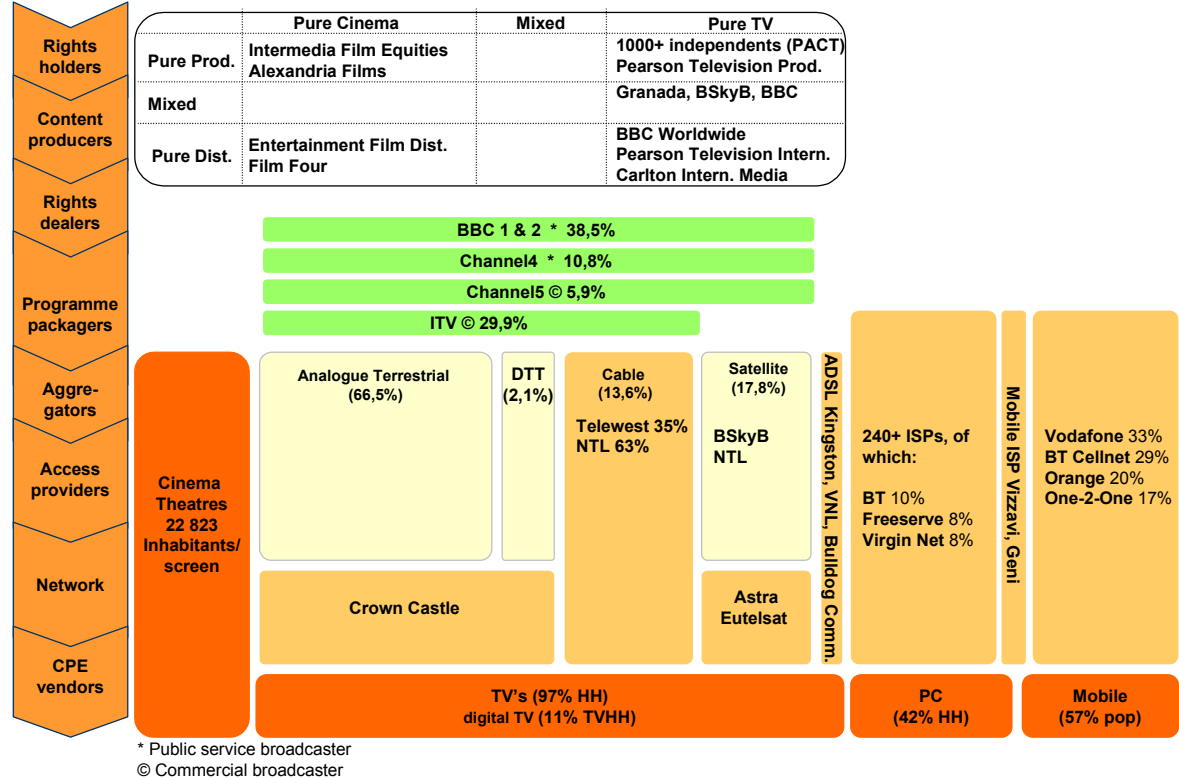 Rights
holders
Content
producers
Rights
dealers
Programme
packagers
Aggre-
gators
Access
providers
Network
CPE
vendors
Pure Cinema
Mixed
Pure TV
Pure Prod.
Intermedia Film Equities
Alexandria Films
1000+ independents (PACT)
Pearson Television Prod.
Mixed
Granada, BSkyB, BBC
Pure Dist.
Entertainment Film Dist.
Film Four
BBC Worldwide
Pearson Television Intern.
Carlton Intern. Media
BBC 1 & 2 * 38,5%
Channel4 * 10,8%
Channel5 © 5,9%
ITV © 29,9%
Cinema
Theatres
22 823
Inhabitants/
screen
Analogue Terrestrial
(66,5%)
DTT
(2,1%)
Cable
(13,6%)
Telewest 35%
NTL 63%
Satellite
(17,8%)
BSkyB
NTL
Crown Castle
Astra
Eutelsat
ADSL Kingston, VNL, Bulldog Comm.
240+ ISPs, of
which:
BT 10%
Freeserve 8%
Virgin Net 8%
Mobile ISP Vizzavi, Geni
Vodafone 33%
BT Cellnet 29%
Orange 20%
One-2-One 17%
TV's (97% HH)
digital TV (11% TVHH)
PC
(42% HH)
Mobile
(57% pop)
* Public service broadcaster
© Commercial broadcaster